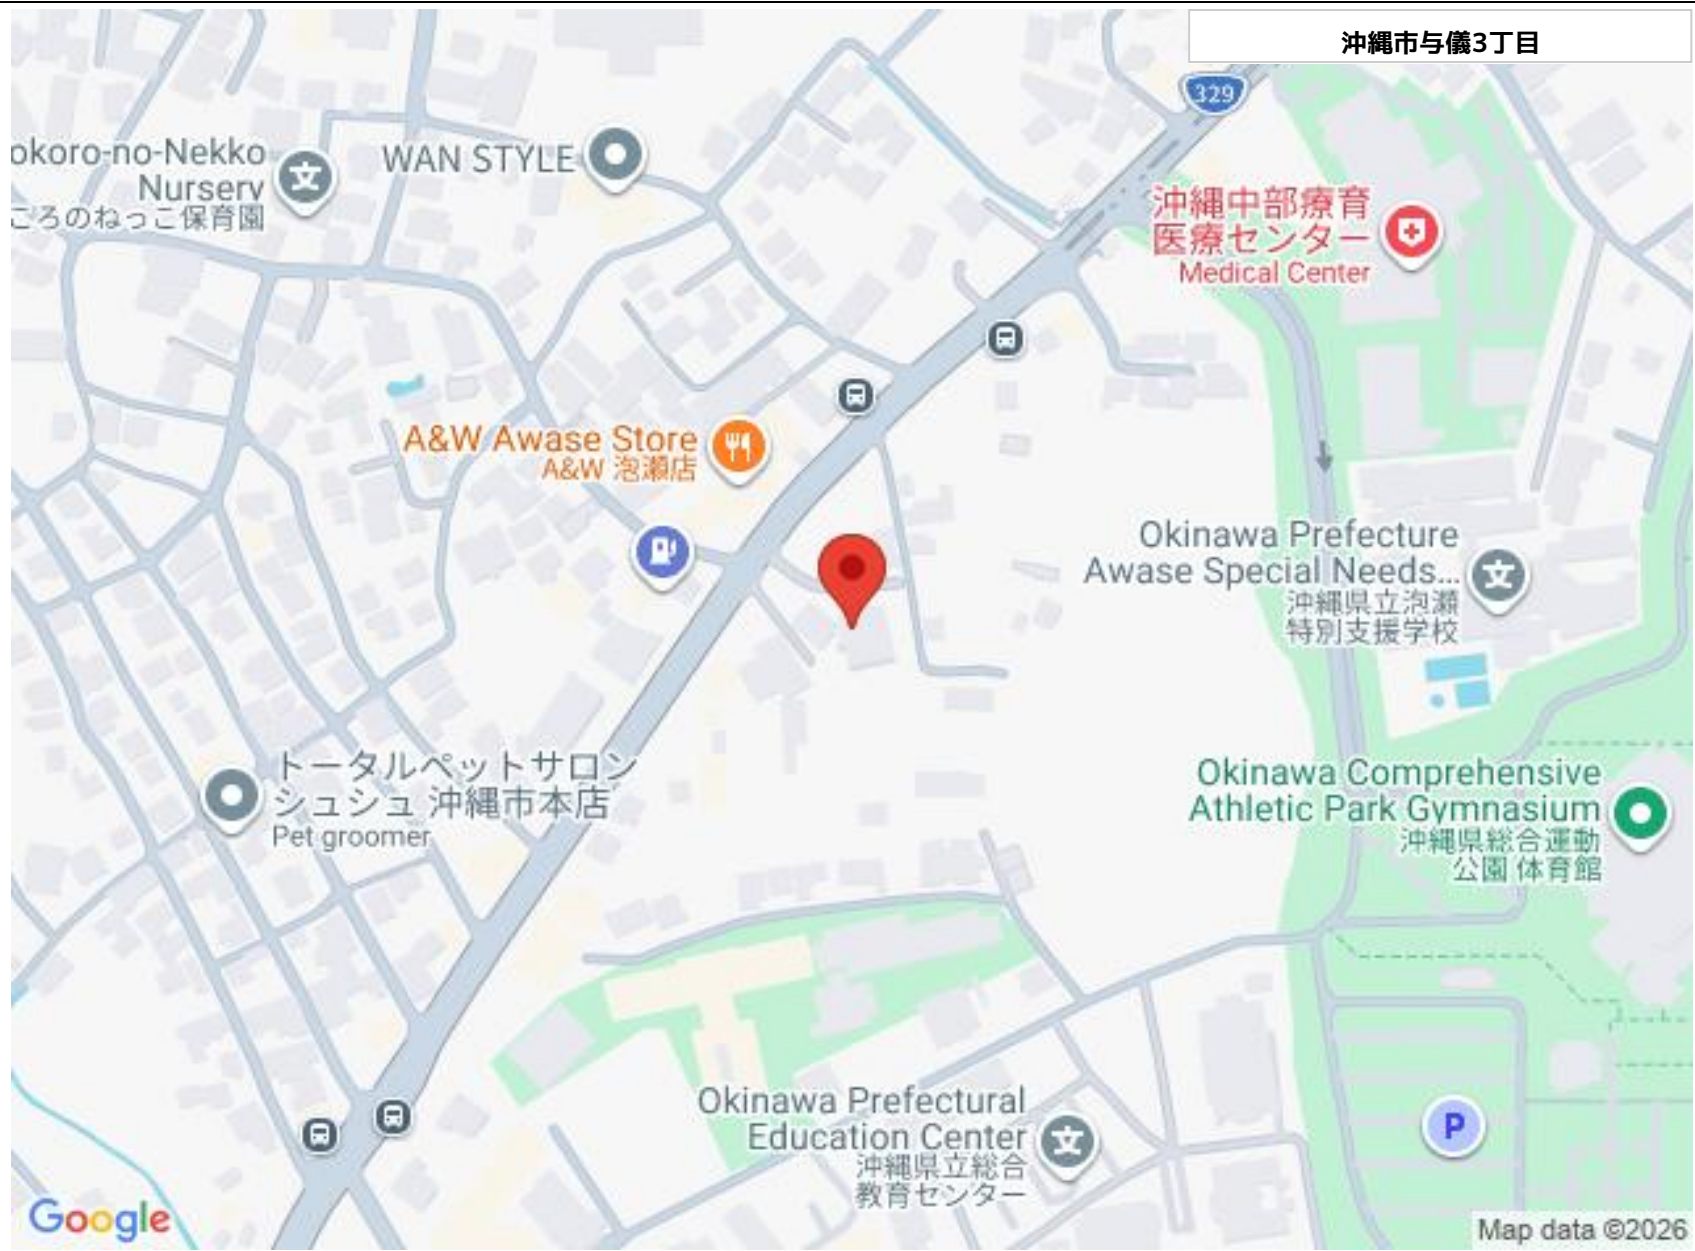 沖縄市与儀3丁目
329
okoro-no-Nekko
Nursery
ころのねっこ保育園
WAN STYLE
沖縄中部療育
医療センター
Medical Center
A&W Awase Store
A&W 泡瀬店
Okinawa Prefecture
Awase Special Needs...
沖縄県立泡瀬
特別支援学校
トータルペットサロン
シュシュ 沖縄市本店
Pet groomer
Okinawa Comprehensive
Athletic Park Gymnasium
沖縄県総合運動
公園 体育館
Okinawa Prefectural
Education Center
沖縄県立総合
教育センター
P
Google
Map data ©2026